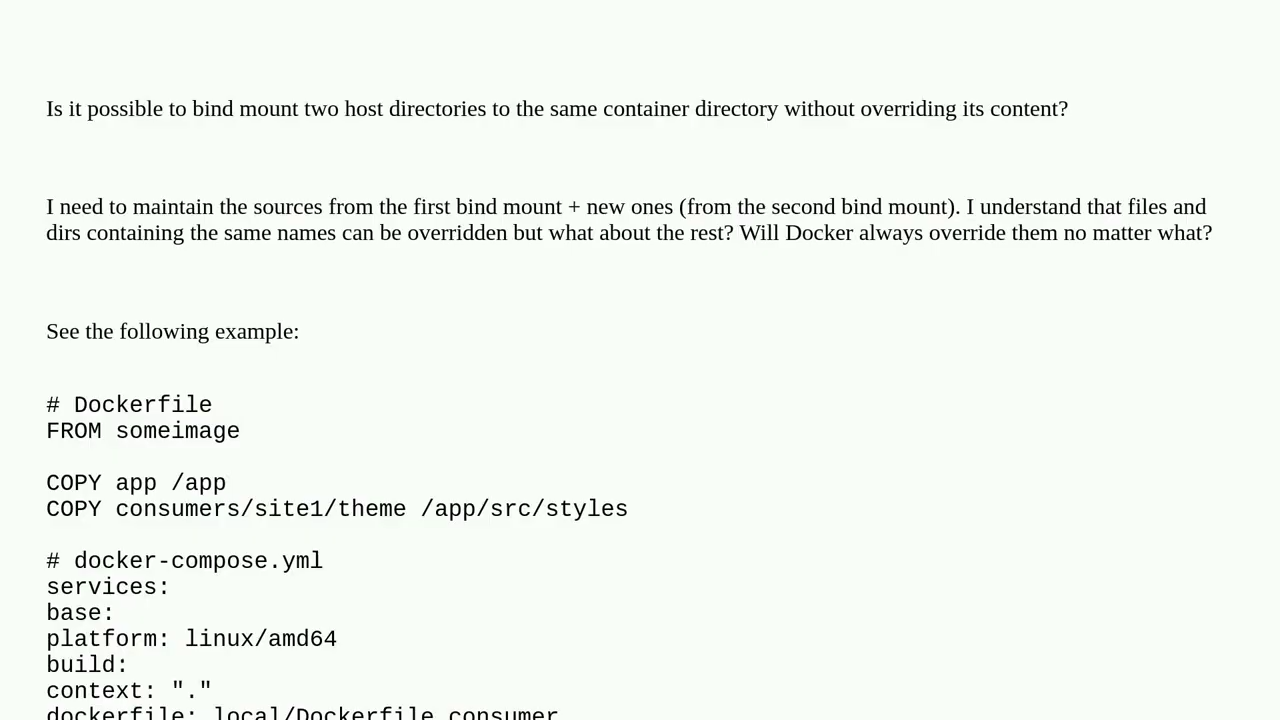 Is it possible to bind mount two host directories to the same container directory without overriding its content?
I need to maintain the sources from the first bind mount + new ones (from the second bind mount). I understand that files and
dirs containing the same names can be overridden but what about the rest? Will Docker always override them no matter what?
See the following example:
# Dockerfile
FROM someimage
COPY app /app
COPY consumers/site1/theme /app/src/styles
# docker-compose.yml
services:
base:
platform: linux/amd64
build:
context: "."
dockerfile: local/Dockerfile.consumer